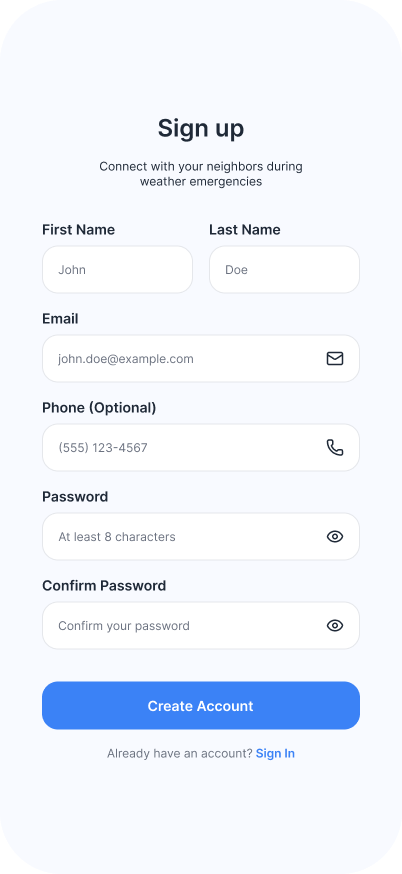 Sign up
Connect with your neighbors during
weather emergencies
First Name
Last Name
John
Doe
Email
john.doe@example.com
Phone (Optional)
(555) 123-4567
Password
At least 8 characters
Confirm Password
Confirm your password
Create Account
Already have an account? Sign In